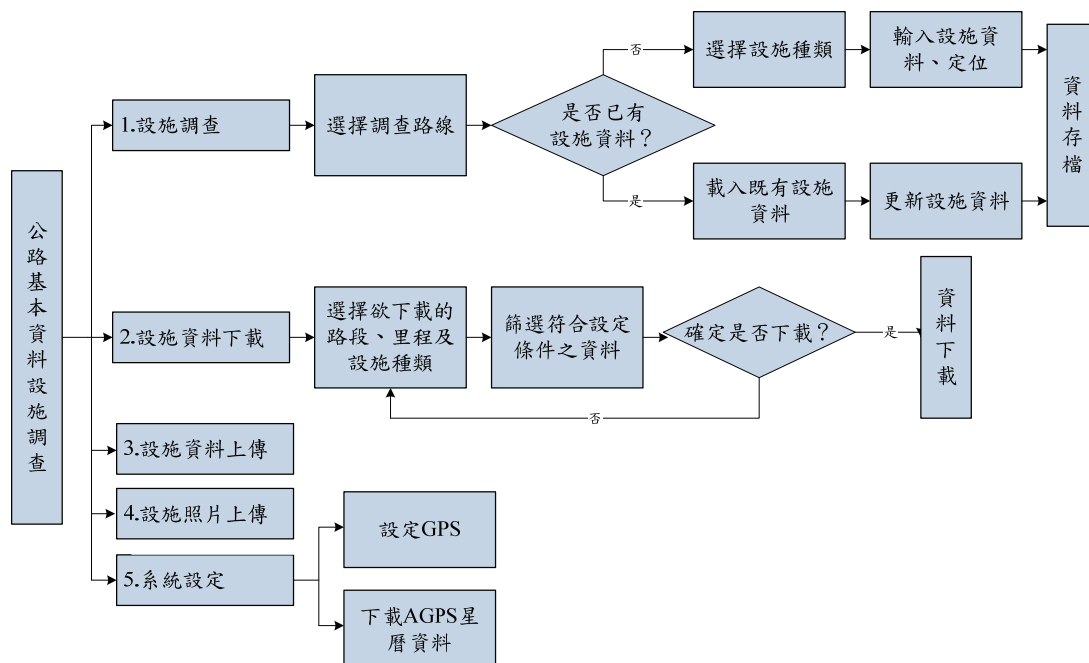 公路基本資料設施調查
1.設施調查
選擇調查路線
是否已有
設施資料？
否
選擇設施種類
輸入設施資
料、定位
是
載入既有設施
資料
更新設施資料
資料存檔
2.設施資料下載
選擇欲下載的
路段、里程及
設施種類
篩選符合設定
條件之資料
確定是否下載？
是
資料下載
否
3.設施資料上傳
4.設施照片上傳
5.系統設定
設定GPS
下載AGPS星
曆資料